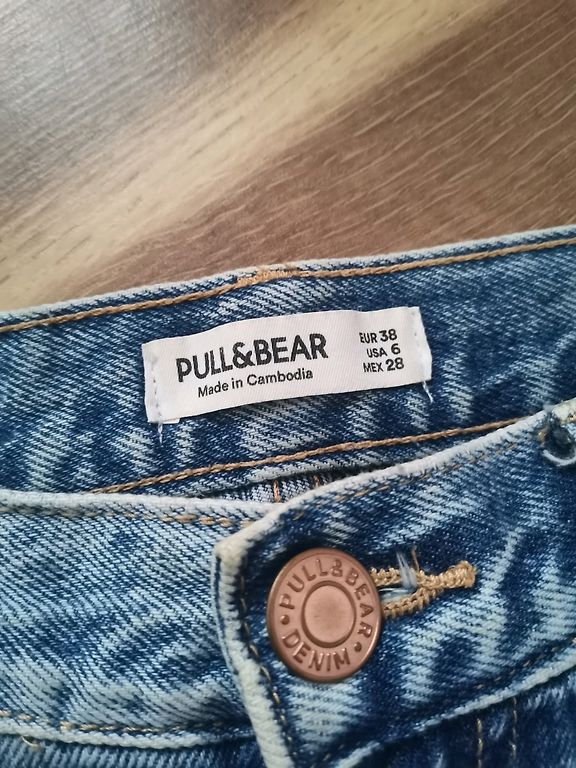 PULL&BEAR
Made in Cambodia
EUR 38
USA 6
MEX 28
• PULL&BEAR •
DENIM